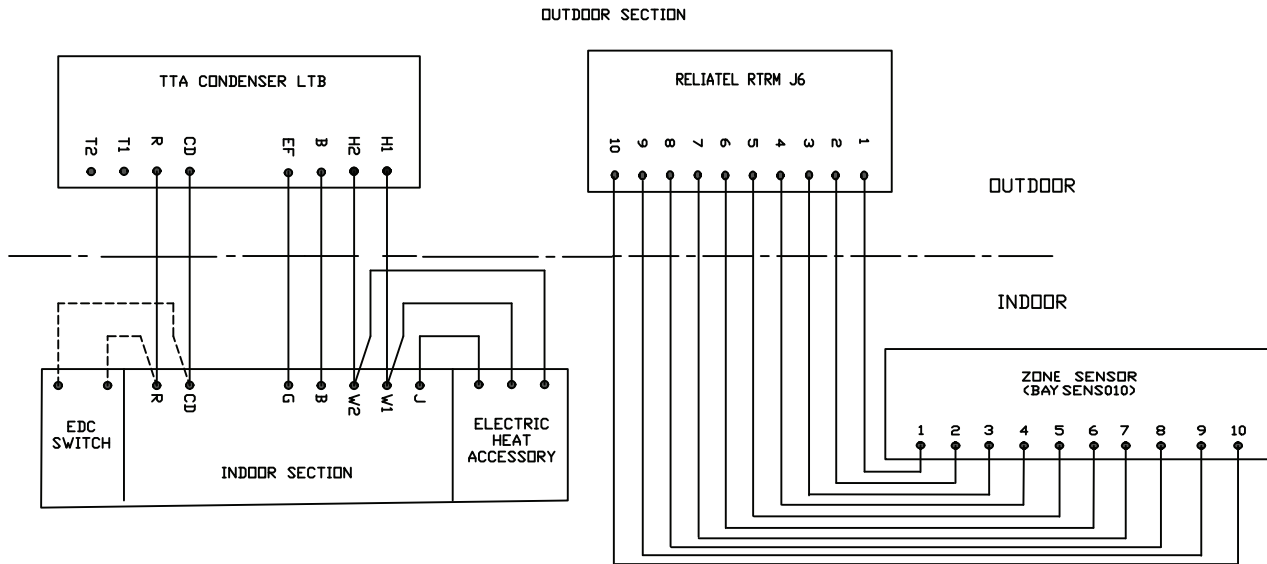 OUTDOOR SECTION
TTA CONDENSER LTB
T2 T1 R CD EF B H2 H1
RELIATEL RTRM J6
10 9 8 7 6 5 4 3 2 1
OUTDOOR
INDOOR
R CD G B W2 W1 J
EDC
SWITCH
INDOOR SECTION
ELECTRIC
HEAT
ACCESSORY
ZONE SENSOR
(BAYSENS010)
1 2 3 4 5 6 7 8 9 10